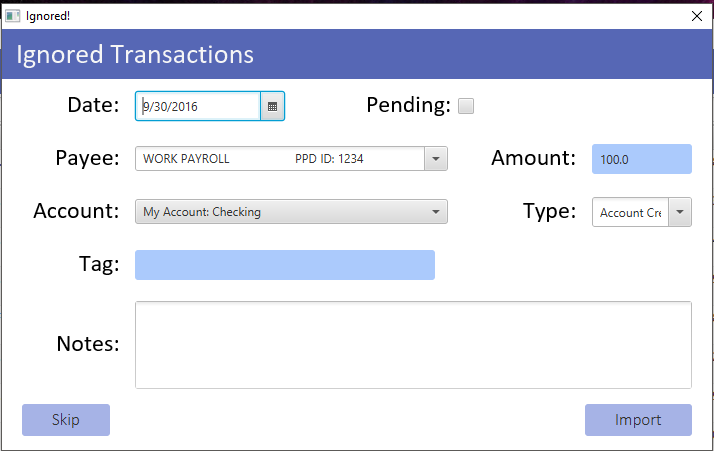 Ignored!
Ignored Transactions
Date: 9/30/2016 Pending:
Payee: WORK PAYROLL PPD ID: 1234 Amount: 100.0
Account: My Account: Checking Type: Account Cre
Tag:
Notes:
Skip Import